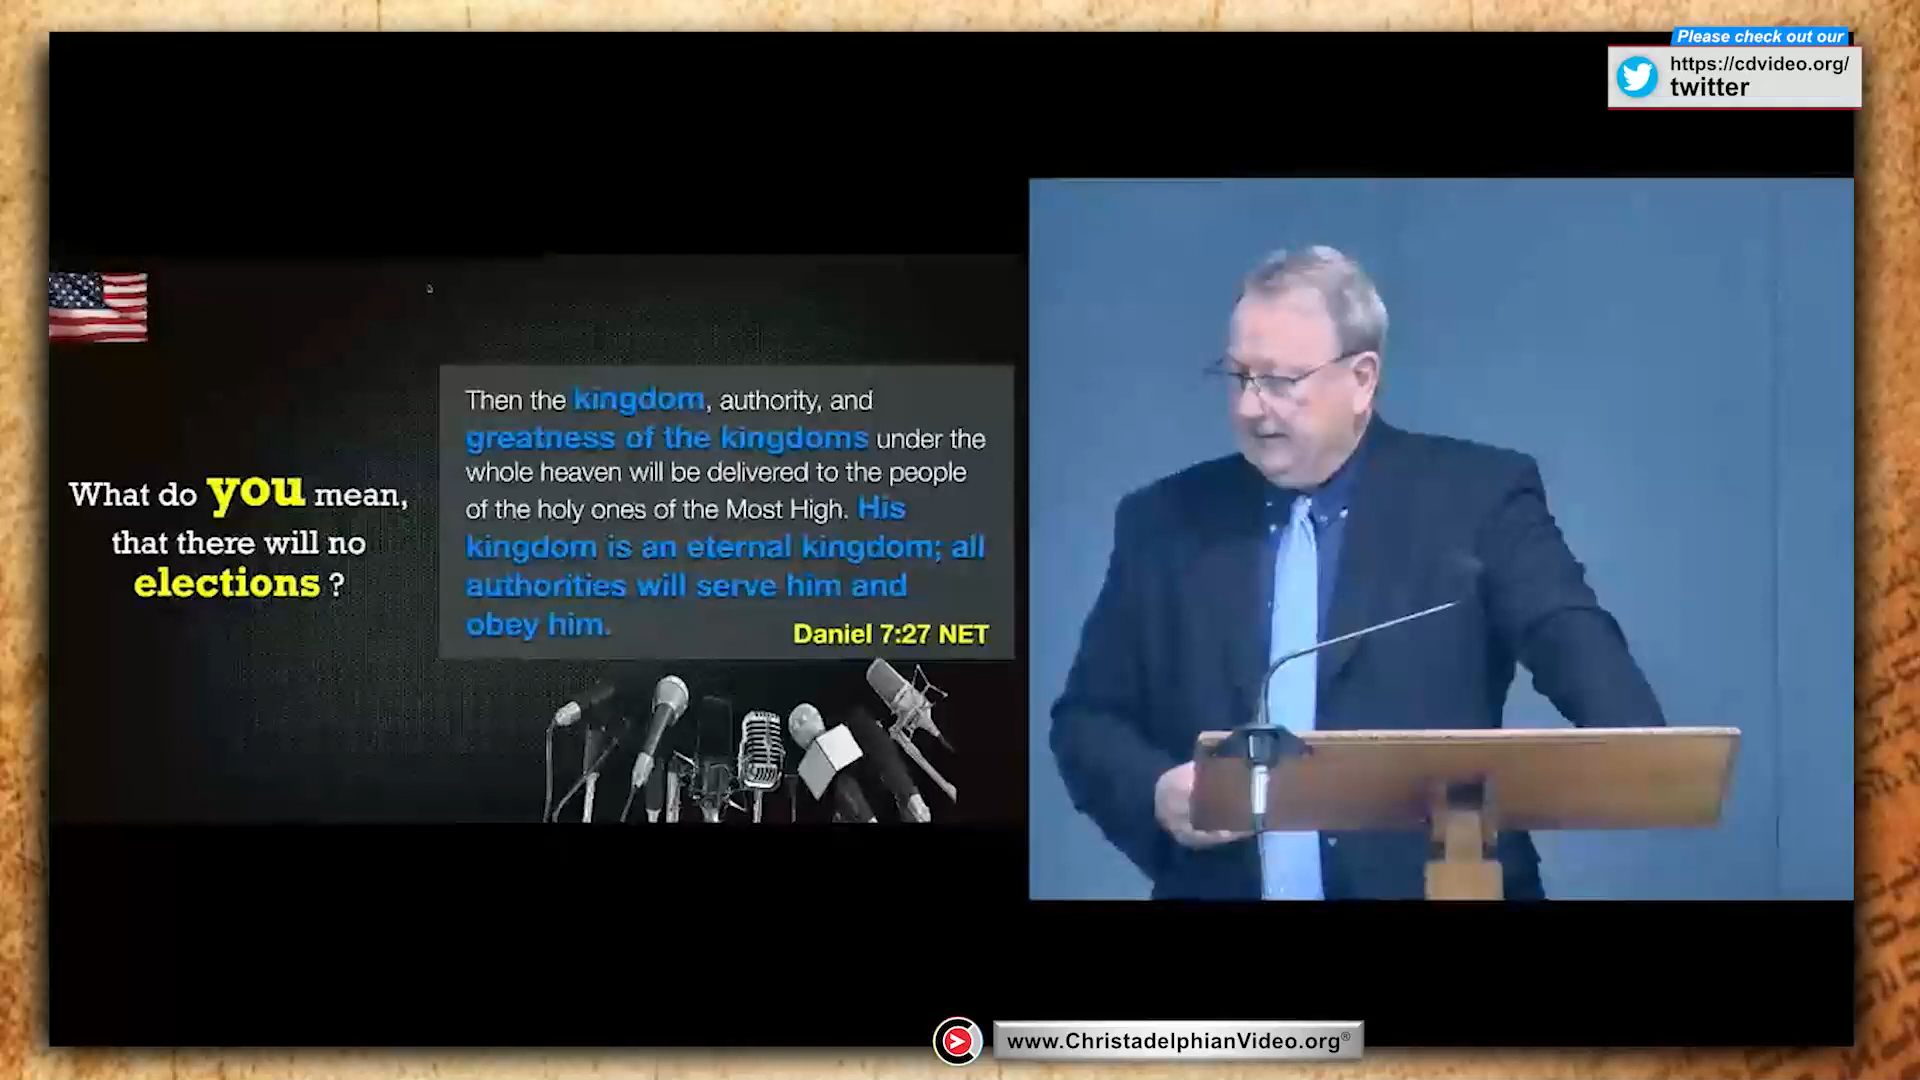 Please check out our
https://cdvideo.org/
twitter
What do you mean,
that there will no
elections ?
Then the kingdom, authority, and
greatness of the kingdoms under the
whole heaven will be delivered to the people
of the holy ones of the Most High. His
kingdom is an eternal kingdom; all
authorities will serve him and
obey him.
Daniel 7:27 NET
www.ChristadelphianVideo.org®